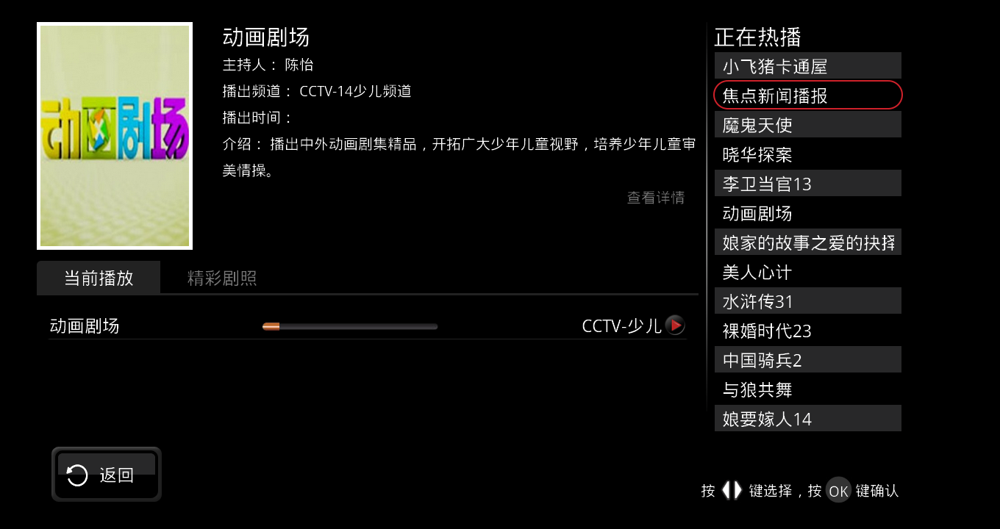 动画剧场
动画剧场
主持人： 陈怡
播出频道： CCTV-14少儿频道
播出时间：
介绍： 播出中外动画剧集精品，开拓广大少年儿童视野，培养少年儿童审
美情操。
查看详情
当前播放
精彩剧照
动画剧场
CCTV-少儿
返回
正在热播
小飞猪卡通屋
焦点新闻播报
魔鬼天使
晓华探案
李卫当官13
动画剧场
娘家的故事之爱的抉择
美人心计
水浒传31
裸婚时代23
中国骑兵2
与狼共舞
娘要嫁人14
按 键选择，按 OK 键确认